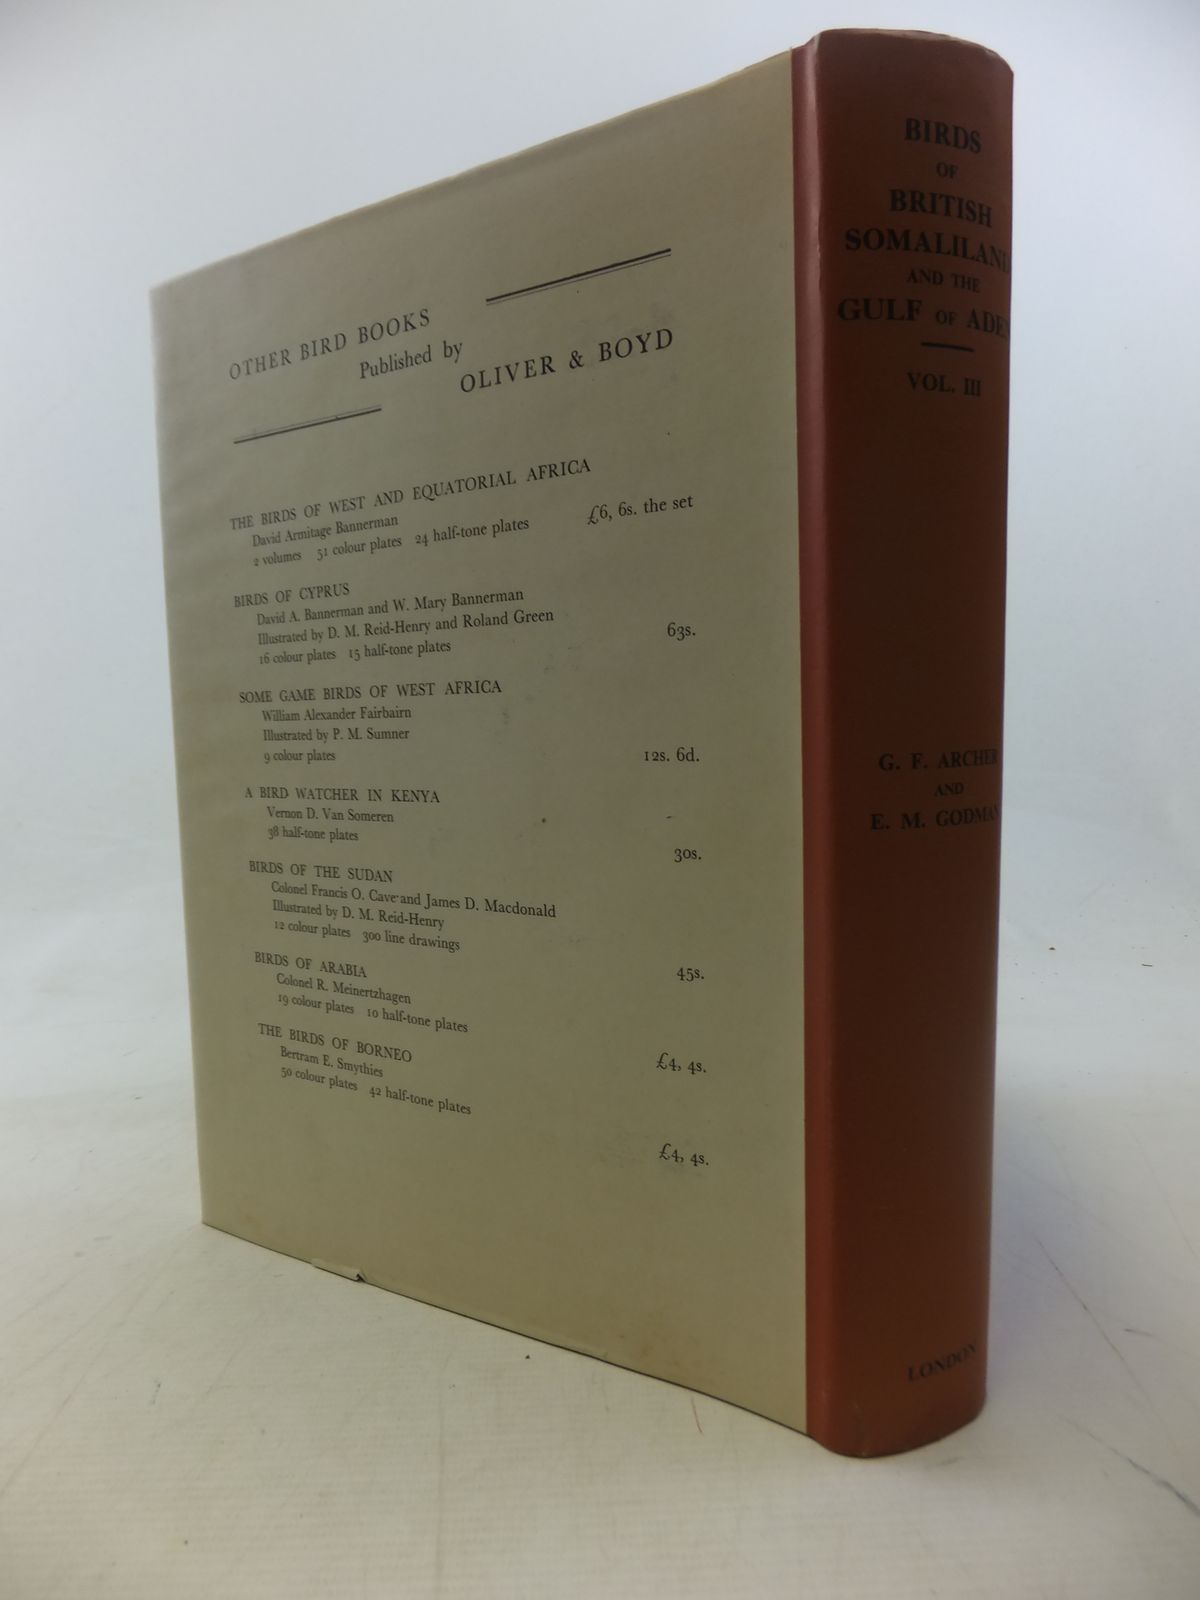 OTHER BIRD BOOKS
Published by
OLIVER & BOYD
THE BIRDS OF WEST AND EQUATORIAL AFRICA
David Armitage Bannerman
2 volumes 51 colour plates 24 half-tone plates £6, 6s. the set
BIRDS OF CYPRUS
David A. Bannerman and W. Mary Bannerman
Illustrated by D. M. Reid-Henry and Roland Green
16 colour plates 15 half-tone plates 63s.
SOME GAME BIRDS OF WEST AFRICA
William Alexander Fairbairn
Illustrated by P. M. Sumner
9 colour plates 12s. 6d.
A BIRD WATCHER IN KENYA
Vernon D. Van Someren
38 half-tone plates 30s.
BIRDS OF THE SUDAN
Colonel Francis O. Cave and James D. Macdonald
Illustrated by D. M. Reid-Henry
12 colour plates 300 line drawings 45s.
BIRDS OF ARABIA
Colonel R. Meinertzhagen
19 colour plates 10 half-tone plates £4, 4s.
THE BIRDS OF BORNEO
Bertram E. Smythies
50 colour plates 42 half-tone plates £4, 4s.
BIRDS
OF
BRITISH
SOMALILAND
AND THE
GULF OF ADEN
VOL. III
G. F. ARCHER
AND
E. M. GODMAN
LONDON